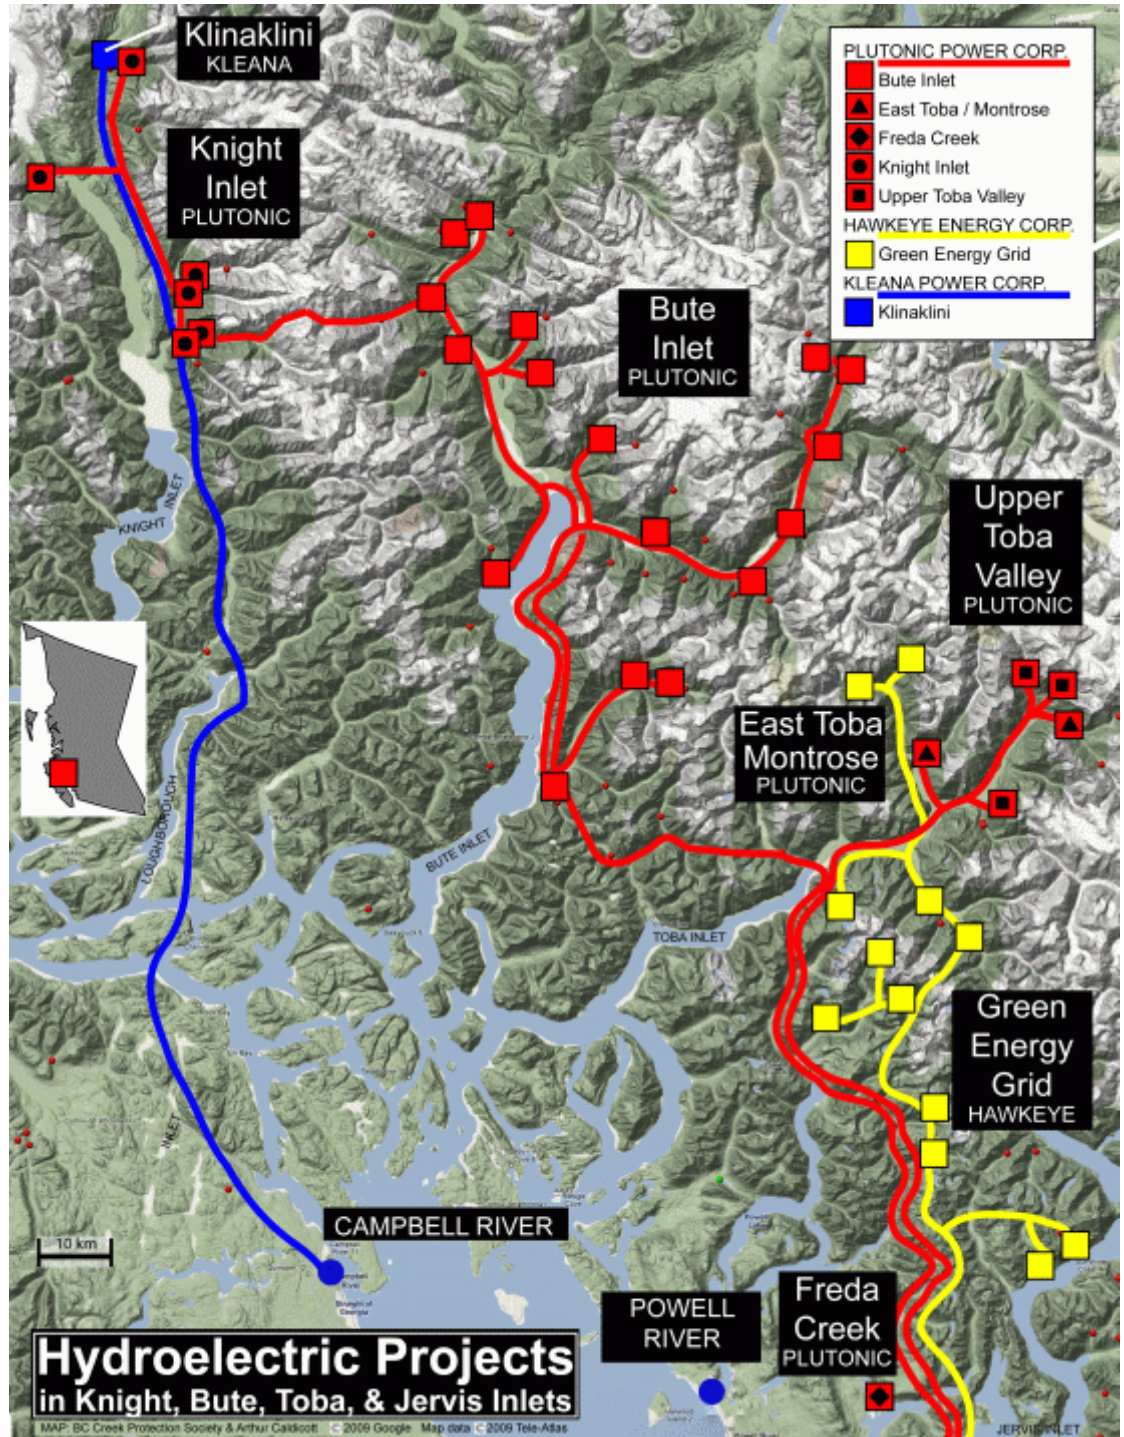 Klinaklini
KLEANA
Knight
Inlet
PLUTONIC
PLUTONIC POWER CORP.
Bute Inlet
East Toba / Montrose
Freda Creek
Knight Inlet
Upper Toba Valley
HAWKEYE ENERGY CORP.
Green Energy Grid
KLEANA POWER CORP.
Klinaklini
Bute
Inlet
PLUTONIC
Upper
Toba
Valley
PLUTONIC
KNIGHT INLET
East Toba
Montrose
PLUTONIC
LOUGHBOROUGH
BUTE INLET
TOBA INLET
Green
Energy
Grid
HAWKEYE
INLET
CAMPBELL RIVER
10 km
POWELL
RIVER
Freda
Creek
PLUTONIC
Hydroelectric Projects
in Knight, Bute, Toba, & Jervis Inlets
MAP: BC Creek Protection Society & Arthur Caldicott © 2009 Google Map data © 2009 Tele-Atlas
JERVIS INLET